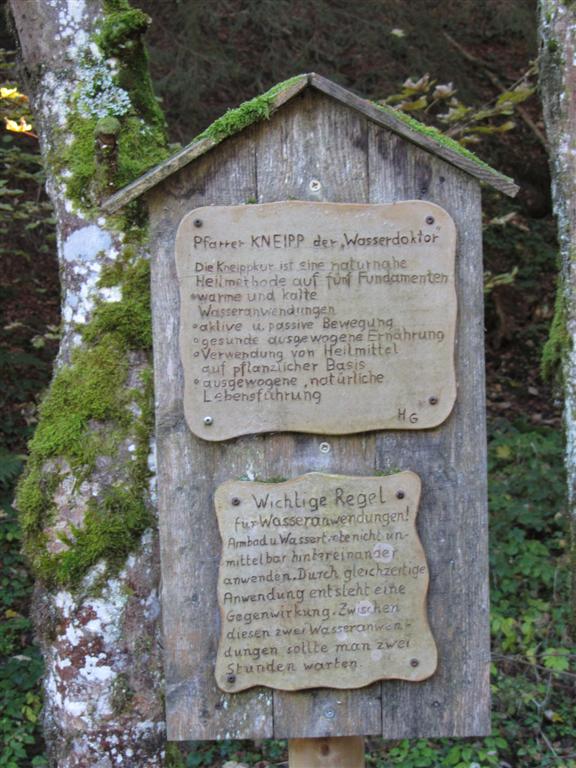 Pfarrer KNEIPP der „Wasserdoktor"
Die Kneippkur ist eine naturnahe
Heilmethode auf fünf Fundamenten
• warme und kalte
Wasseranwendungen
• aktive u. passive Bewegung
• gesunde ausgewogene Ernährung
• Verwendung von Heilmittel
auf pflanzlicher Basis
• ausgewogene, natürliche
Lebensführung
HG
Wichtige Regel
für Wasseranwendungen!
Armbad u. Wassertreten nicht un-
mittelbar hintereinander
anwenden. Durch gleichzeitige
Anwendung entsteht eine
Gegenwirkung. Zwischen
diesen zwei Wasseranwen-
dungen sollte man zwei
Stunden warten.